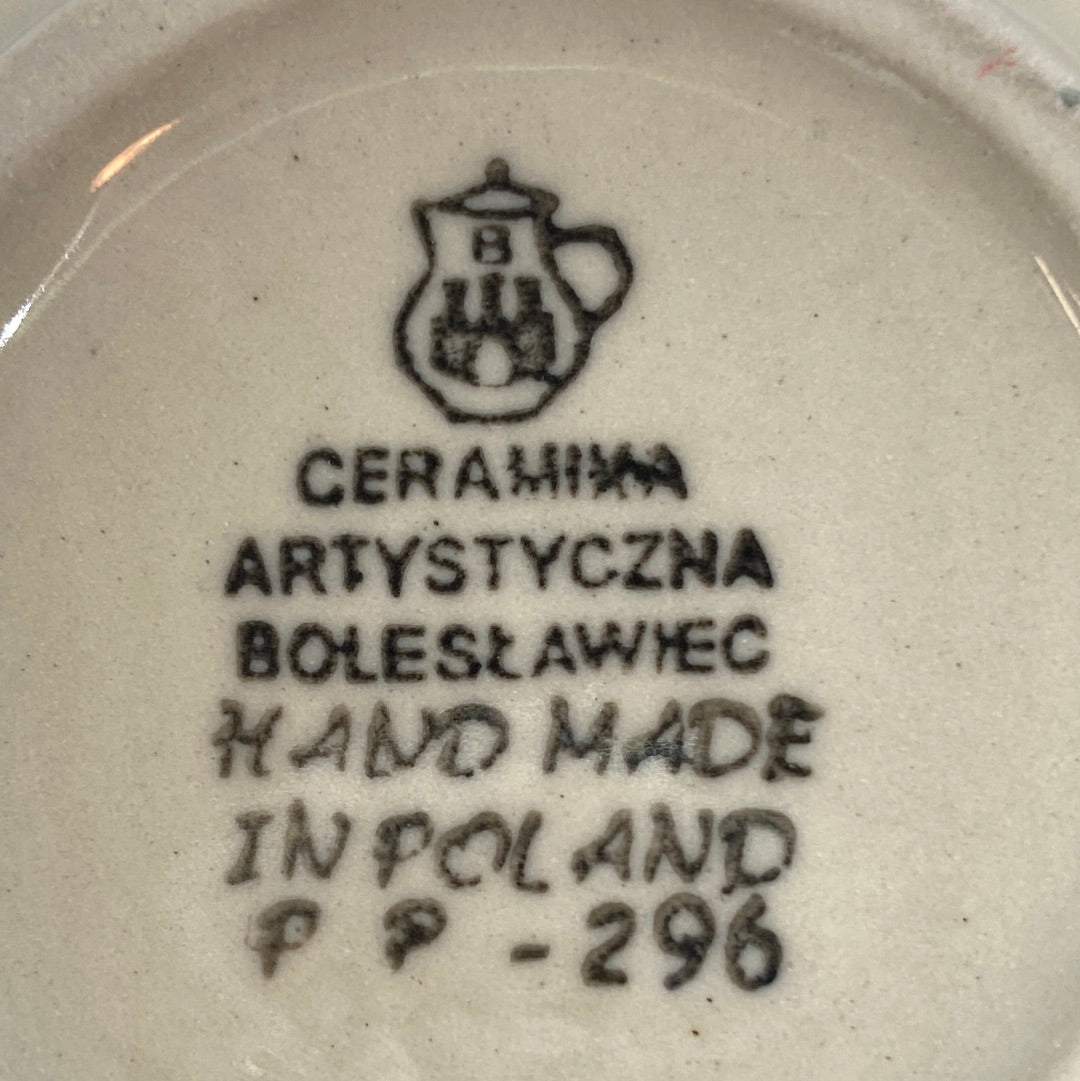 B
CERAMIKA
ARTYSTYCZNA
BOLESŁAWIEC
HAND MADE
IN POLAND
P P - 296